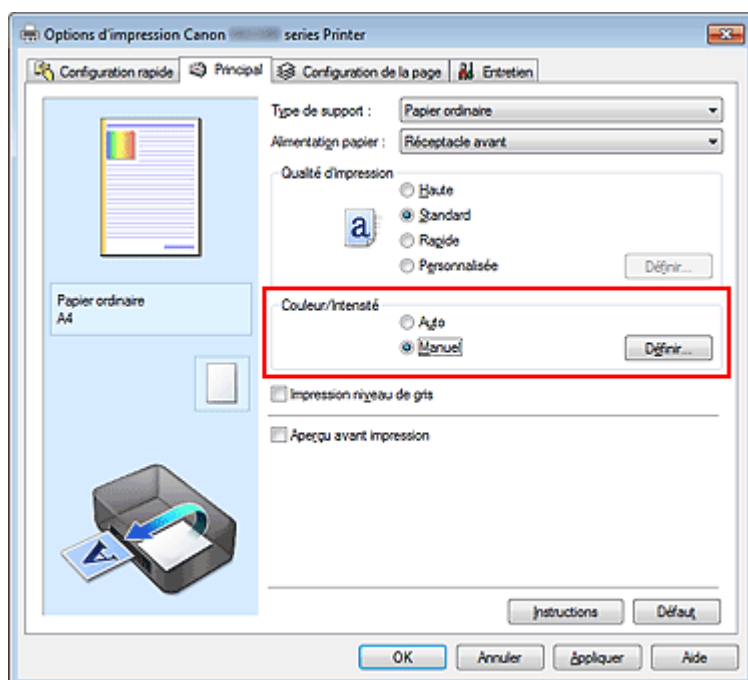 Options d'impression Canon series Printer
Configuration rapide Principal Configuration de la page Entretien
Type de support : Papier ordinaire
Alimentation papier : Réceptacle avant
Qualité d'impression
Haute
a Standard
Rapide
Personnalisée Définir...
Papier ordinaire
A4
Couleur/Intensité
Auto
Manuel Définir...
Impression niveau de gris
Aperçu avant impression
A
Instructions Défaut
OK Annuler Appliquer Aide